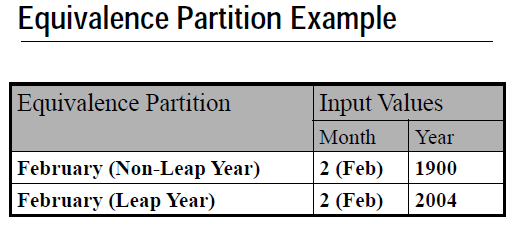 Equivalence Partition Example
Equivalence Partition Input Values
Month Year
February (Non-Leap Year) 2 (Feb) 1900
February (Leap Year) 2 (Feb) 2004